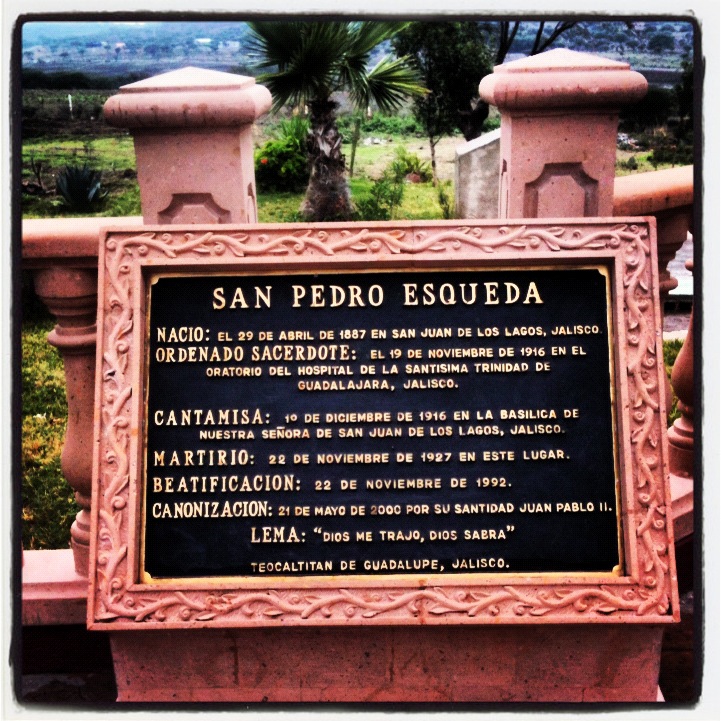 SAN PEDRO ESQUEDA
NACIO: EL 29 DE ABRIL DE 1887 EN SAN JUAN DE LOS LAGOS, JALISCO.
ORDENADO SACERDOTE: EL 19 DE NOVIEMBRE DE 1916 EN EL
ORATORIO DEL HOSPITAL DE LA SANTISIMA TRINIDAD DE
GUADALAJARA, JALISCO.
CANTAMISA: 1º DE DICIEMBRE DE 1916 EN LA BASILICA DE
NUESTRA SEÑORA DE SAN JUAN DE LOS LAGOS, JALISCO.
MARTIRIO: 22 DE NOVIEMBRE DE 1927 EN ESTE LUGAR.
BEATIFICACION: 22 DE NOVIEMBRE DE 1992.
CANONIZACION: 21 DE MAYO DE 2000 POR SU SANTIDAD JUAN PABLO II.
LEMA: "DIOS ME TRAJO, DIOS SABRA"
TEOCALTITAN DE GUADALUPE, JALISCO.